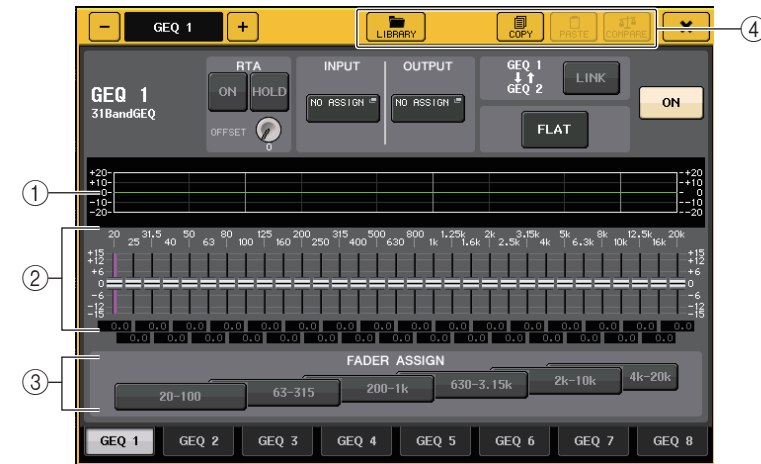 − GEQ 1 + LIBRARY COPY PASTE COMPARE ×
④
RTA INPUT OUTPUT GEQ 1
GEQ 2
LINK
GEQ 1
31BandGEQ
ON HOLD
NO ASSIGN NO ASSIGN
ON
OFFSET
0
FLAT
①
+20 +20
+10 +10
0 0
-10 -10
-20 -20
②
20 31.5 50 80 125 200 315 500 800 1.25k 2k 3.15k 5k 8k 12.5k 20k
25 40 63 100 160 250 400 630 1k 1.6k 2.5k 4k 6.3k 10k 16k
+15 +15
+12 +12
+6 +6
0 0
-6 -6
-12 -12
-15 -15
0.0 0.0 0.0 0.0 0.0 0.0 0.0 0.0 0.0 0.0 0.0 0.0 0.0 0.0 0.0 0.0
0.0 0.0 0.0 0.0 0.0 0.0 0.0 0.0 0.0 0.0 0.0 0.0 0.0 0.0 0.0
③
FADER ASSIGN
20-100 63-315 200-1k 630-3.15k 2k-10k 4k-20k
GEQ 1 GEQ 2 GEQ 3 GEQ 4 GEQ 5 GEQ 6 GEQ 7 GEQ 8